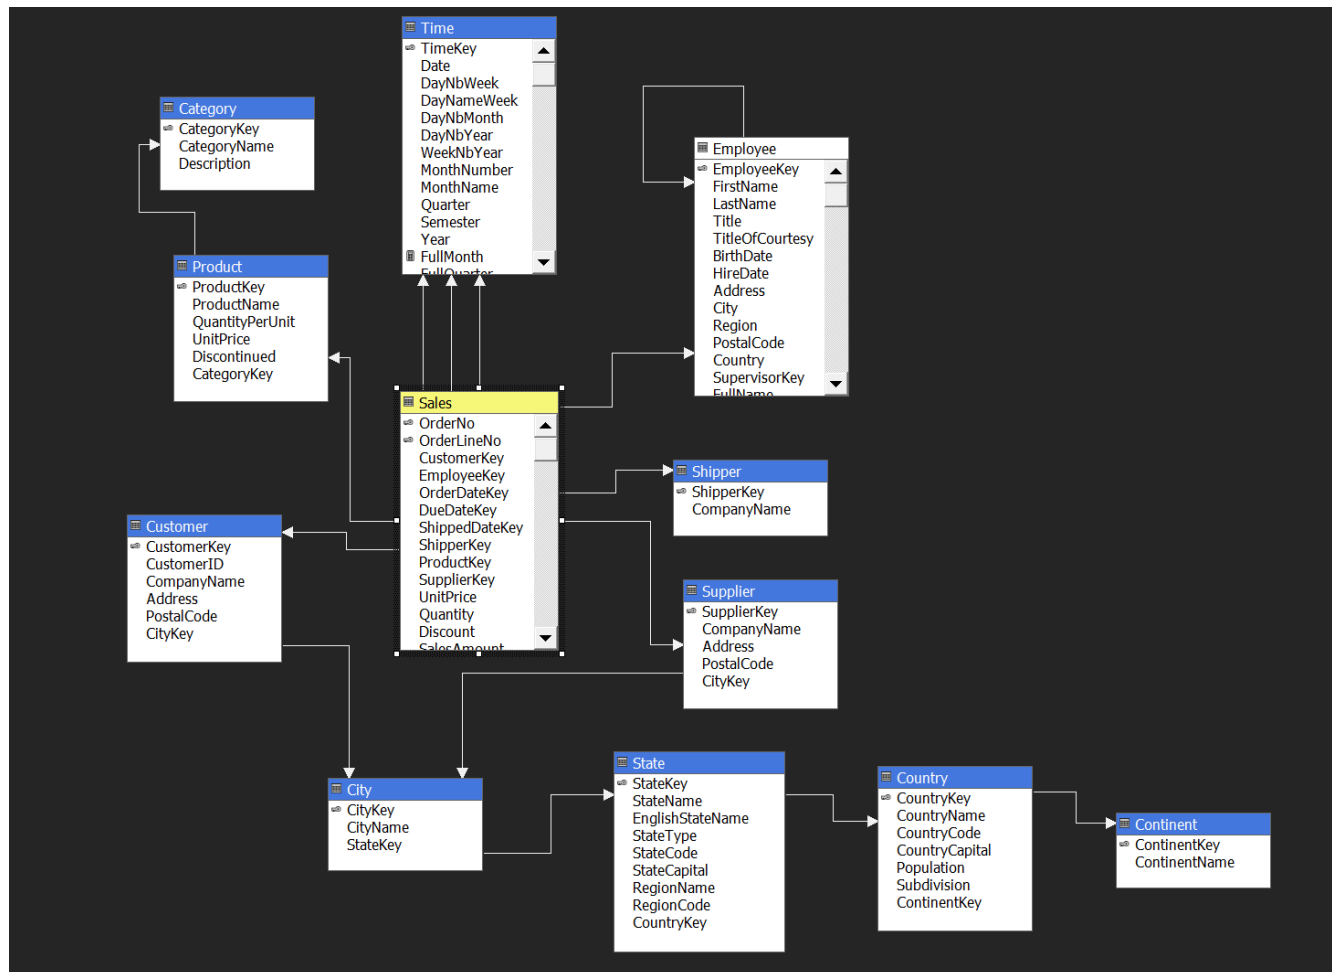 Time
TimeKey
Date
DayNbWeek
DayNameWeek
DayNbMonth
DayNbYear
WeekNbYear
MonthNumber
MonthName
Quarter
Semester
Year
FullMonth
FullQuarter
Category
CategoryKey
CategoryName
Description
Employee
EmployeeKey
FirstName
LastName
Title
TitleOfCourtesy
BirthDate
HireDate
Address
City
Region
PostalCode
Country
SupervisorKey
FullName
Product
ProductKey
ProductName
QuantityPerUnit
UnitPrice
Discontinued
CategoryKey
Sales
OrderNo
OrderLineNo
CustomerKey
EmployeeKey
OrderDateKey
DueDateKey
ShippedDateKey
ShipperKey
ProductKey
SupplierKey
UnitPrice
Quantity
Discount
SalesAmount
Shipper
ShipperKey
CompanyName
Customer
CustomerKey
CustomerID
CompanyName
Address
PostalCode
CityKey
Supplier
SupplierKey
CompanyName
Address
PostalCode
CityKey
City
CityKey
CityName
StateKey
State
StateKey
StateName
EnglishStateName
StateType
StateCode
StateCapital
RegionName
RegionCode
CountryKey
Country
CountryKey
CountryName
CountryCode
CountryCapital
Population
Subdivision
ContinentKey
Continent
ContinentKey
ContinentName